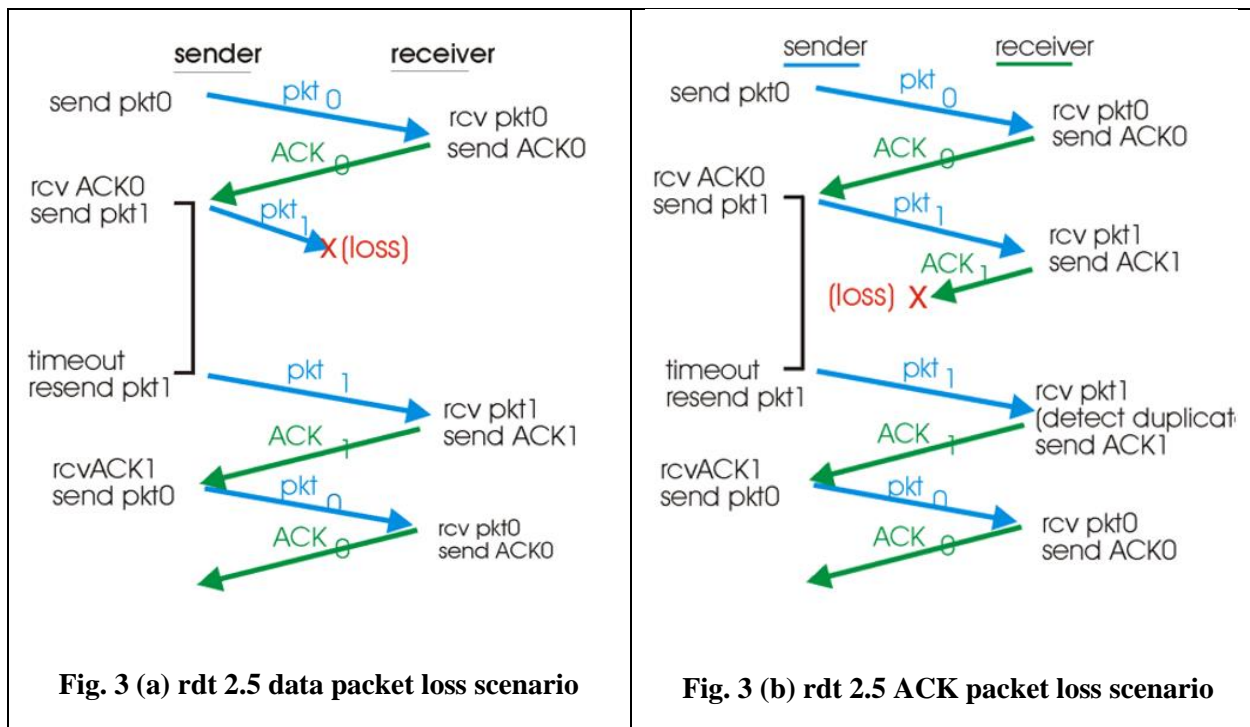 sender
receiver
send pkt0
pkt 0
rcv pkt0
send ACK0
ACK 0
rcv ACK0
send pkt1
pkt 1
X (loss)
timeout
resend pkt1
pkt 1
rcv pkt1
send ACK1
ACK 1
rcvACK1
send pkt0
pkt 0
rcv pkt0
send ACK0
ACK 0
Fig. 3 (a) rdt 2.5 data packet loss scenario
sender
receiver
send pkt0
pkt 0
rcv pkt0
send ACK0
ACK 0
rcv ACK0
send pkt1
pkt 1
rcv pkt1
send ACK1
ACK 1
(loss) X
timeout
resend pkt1
pkt 1
rcv pkt1
(detect duplicate
send ACK1
ACK 1
rcvACK1
send pkt0
pkt 0
rcv pkt0
send ACK0
ACK 0
Fig. 3 (b) rdt 2.5 ACK packet loss scenario